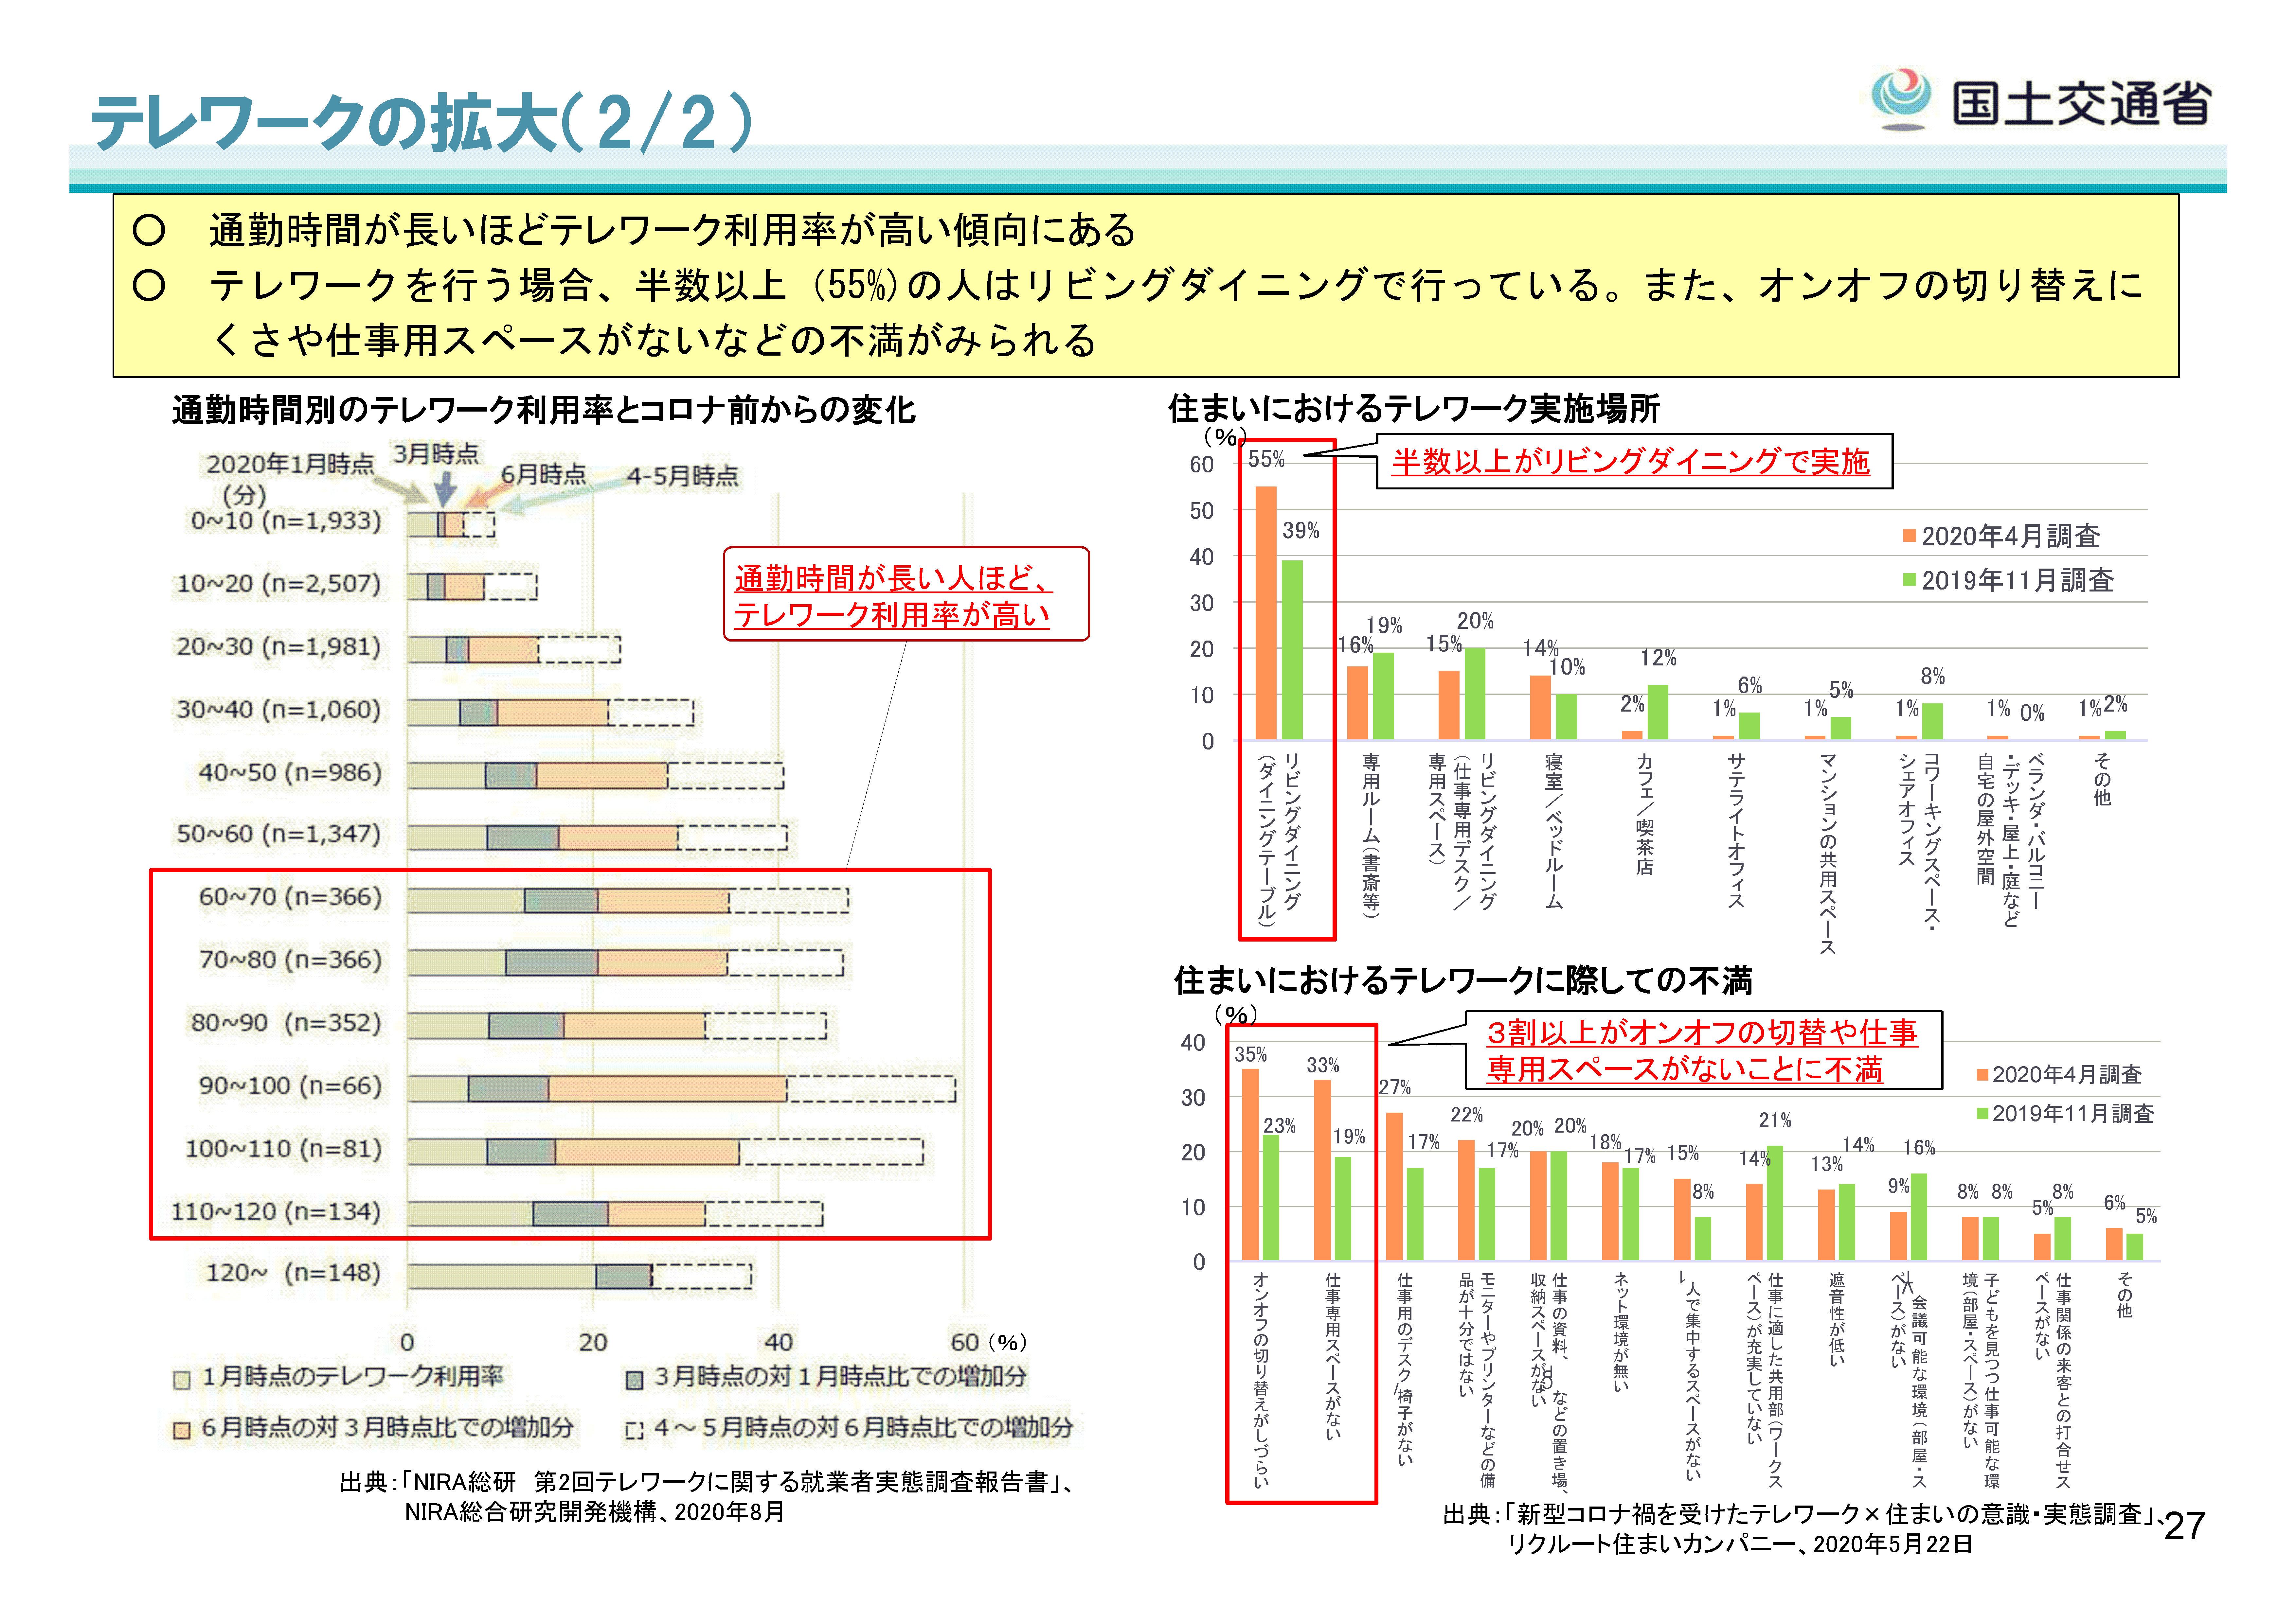 テレワークの拡大(2/2)
国土交通省
○ 通勤時間が長いほどテレワーク利用率が高い傾向にある
○ テレワークを行う場合、半数以上(55%)の人はリビングダイニングで行っている。また、オンオフの切り替えに
くさや仕事用スペースがないなどの不満がみられる
通勤時間別のテレワーク利用率とコロナ前からの変化
2020年1月時点
3月時点
6月時点
4-5月時点
(分)
0~10 (n=1,933)
10~20 (n=2,507)
20~30 (n=1,981)
30~40 (n=1,060)
40~50 (n=986)
50~60 (n=1,347)
60~70 (n=366)
70~80 (n=366)
80~90 (n=352)
90~100 (n=66)
100~110 (n=81)
110~120 (n=134)
120~ (n=148)
通勤時間が長い人ほど、
テレワーク利用率が高い
0 20 40 60 (%)
1月時点のテレワーク利用率
3月時点の対1月時点比での増加分
6月時点の対3月時点比での増加分
4~5月時点の対6月時点比での増加分
出典:「NIRA総研 第2回テレワークに関する就業者実態調査報告書」、
NIRA総合研究開発機構、2020年8月
住まいにおけるテレワーク実施場所
(%)
60
50
40
30
20
10
0
半数以上がリビングダイニングで実施
2020年4月調査
2019年11月調査
55% 39%
16% 19%
15% 20%
14% 10%
2% 12%
1% 6%
1% 5%
1% 8%
1% 0%
1% 2%
リビングダイニング
(ダイニングテーブル)
専用ルーム(書斎等)
リビングダイニング
(仕事専用デスク/
専用スペース)
寝室/ベッドルーム
カフェ/喫茶店
サテライトオフィス
マンションの共用スペース
コワーキングスペース・
シェアオフィス
ベランダ・バルコニー
・デッキ・屋上・庭など
自宅の屋外空間
その他
住まいにおけるテレワークに際しての不満
(%)
40
30
20
10
0
3割以上がオンオフの切替や仕事
専用スペースがないことに不満
2020年4月調査
2019年11月調査
35% 23%
33% 19%
27% 17%
22% 17%
20% 20%
18% 17%
15% 8%
14% 21%
13% 14%
9% 16%
8% 8%
5% 8%
6% 5%
オンオフの切り替えがしづらい
仕事専用スペースがない
仕事用のデスク/椅子がない
モニターやプリンターなどの備
品が十分ではない
仕事の資料、などの置き場、
収納スペースがない
ネット環境が無い
一人で集中するスペースがない
仕事に適した共用部(ワークス
ペース)が充実していない
遮音性が低い
会議可能な環境(部屋・ス
ペース)がない
子どもを見つつ仕事可能な環
境(部屋・スペース)がない
仕事関係の来客との打合せス
ペースがない
その他
出典:「新型コロナ禍を受けたテレワーク×住まいの意識・実態調査」、
リクルート住まいカンパニー、2020年5月22日
27